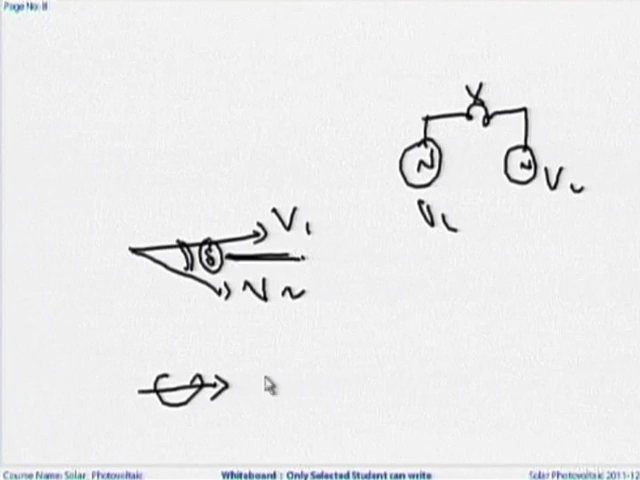 Page No: 8
X
N
~
V2
V1
V1
δ
V2
Course Name: Solar Photovoltaic
Whiteboard : Only Selected Student can write
Solar Photovoltaic 2011-12